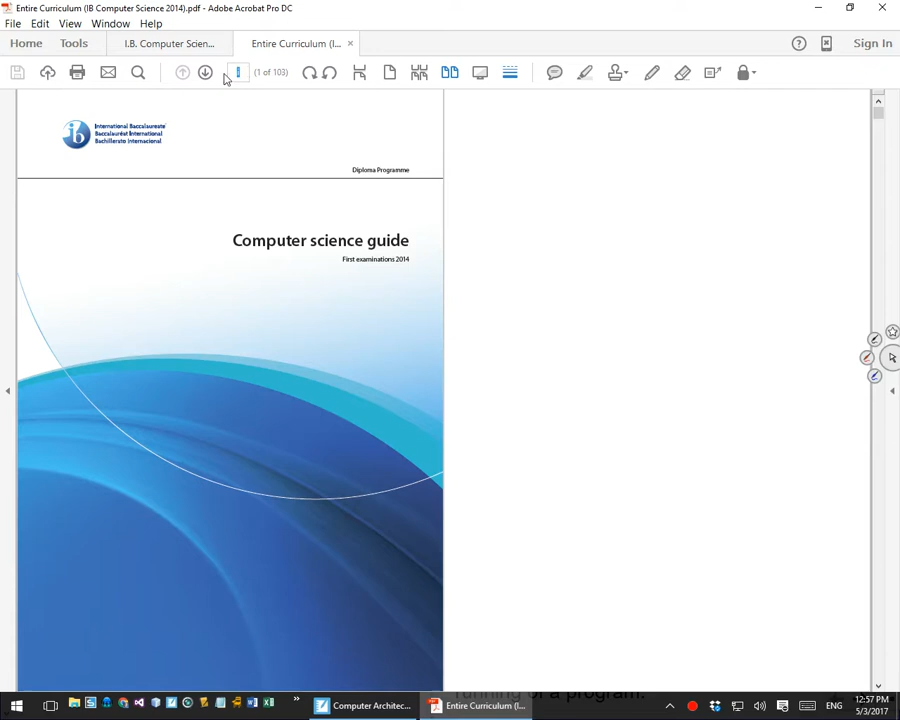 Entire Curriculum (IB Computer Science 2014).pdf - Adobe Acrobat Pro DC
File Edit View Window Help
Home Tools I.B. Computer Scien... Entire Curriculum (I... × Sign In
(1 of 103)
International Baccalaureate
Baccalauréat International
Bachillerato Internacional
Diploma Programme
Computer science guide
First examinations 2014
running of a program.
Computer Architec...
Entire Curriculum (I...
ENG
12:57 PM
5/3/2017